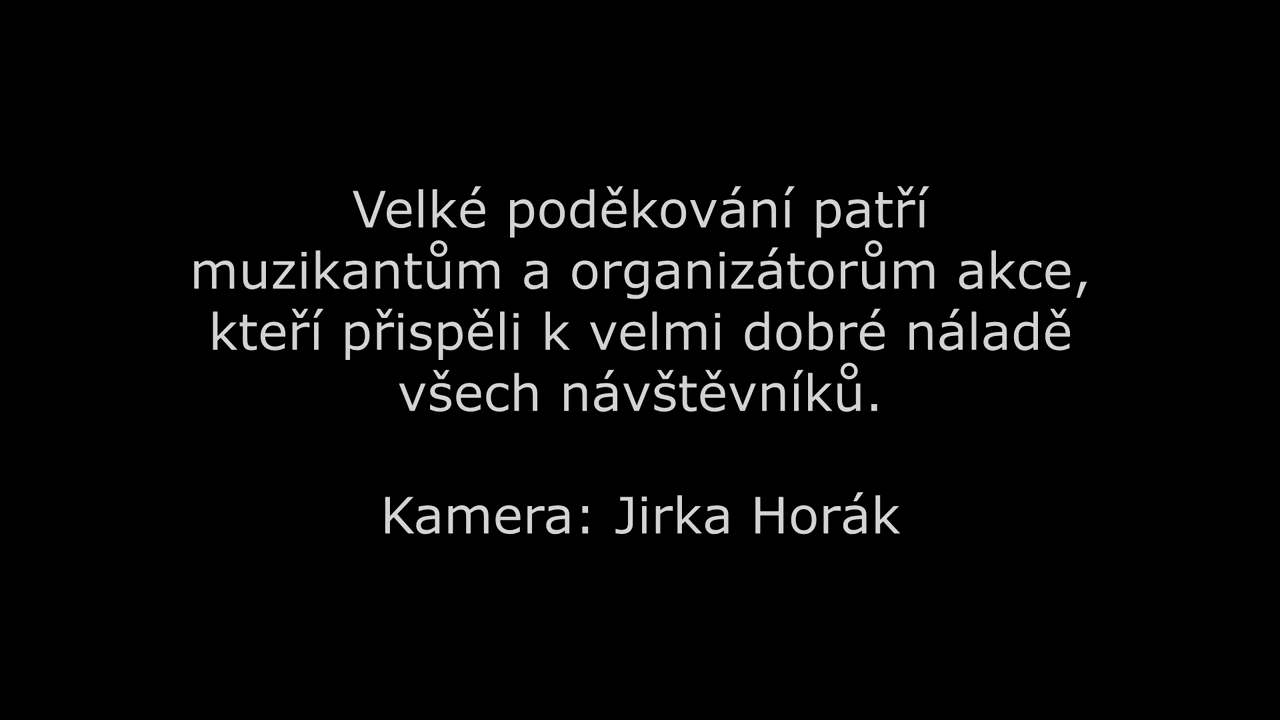 Velké poděkování patří
muzikantům a organizátorům akce,
kteří přispěli k velmi dobré náladě
všech návštěvníků.
Kamera: Jirka Horák